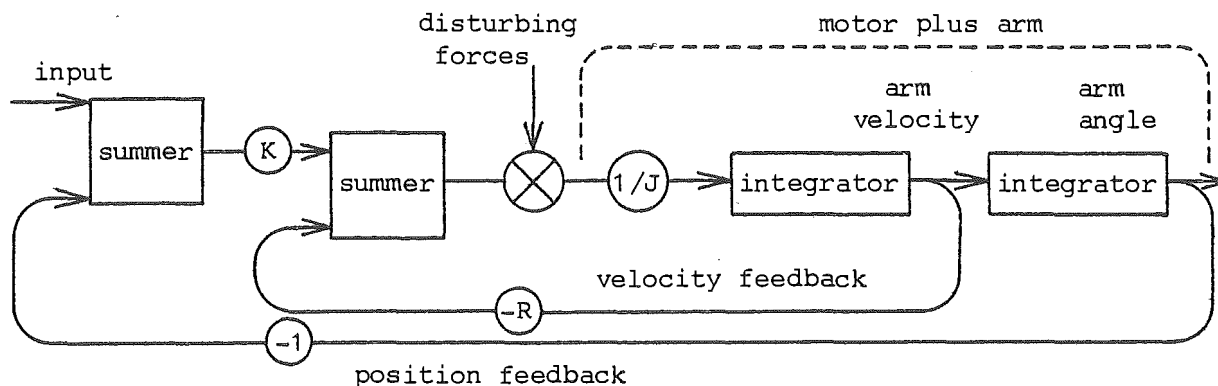 disturbing
forces
motor plus arm
input
arm
velocity
arm
angle
summer
K
summer
1/J
integrator
integrator
velocity feedback
-R
-1
position feedback